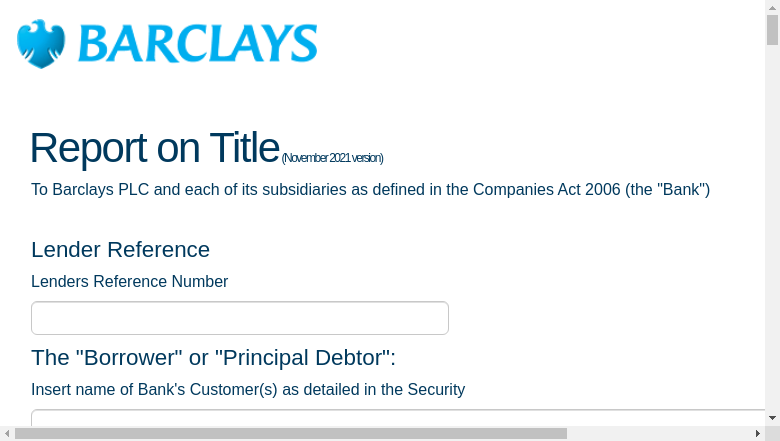 BARCLAYS
Report on Title (November 2021 version)
To Barclays PLC and each of its subsidiaries as defined in the Companies Act 2006 (the "Bank")
Lender Reference
Lenders Reference Number
The "Borrower" or "Principal Debtor":
Insert name of Bank's Customer(s) as detailed in the Security